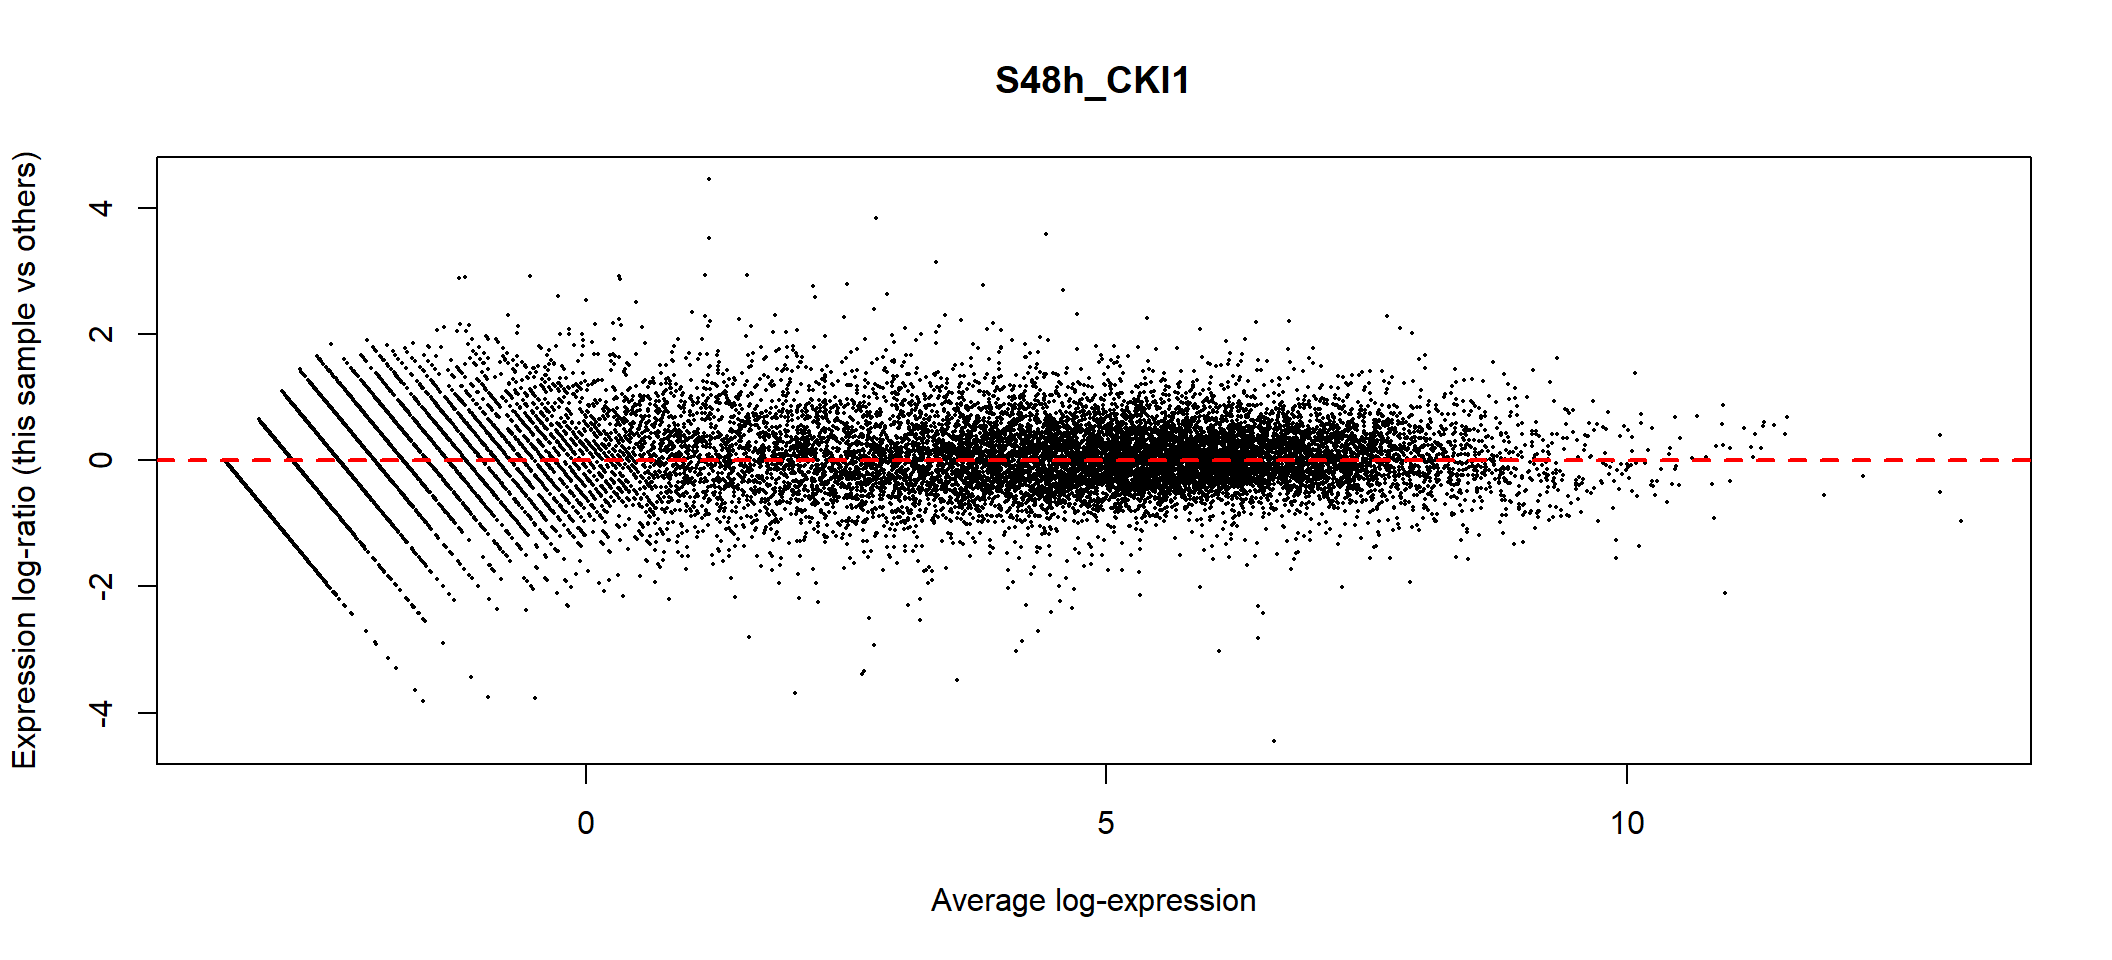 S48h_CKI1
Expression log-ratio (this sample vs others)
4
2
0
-2
-4
0 5 10
Average log-expression